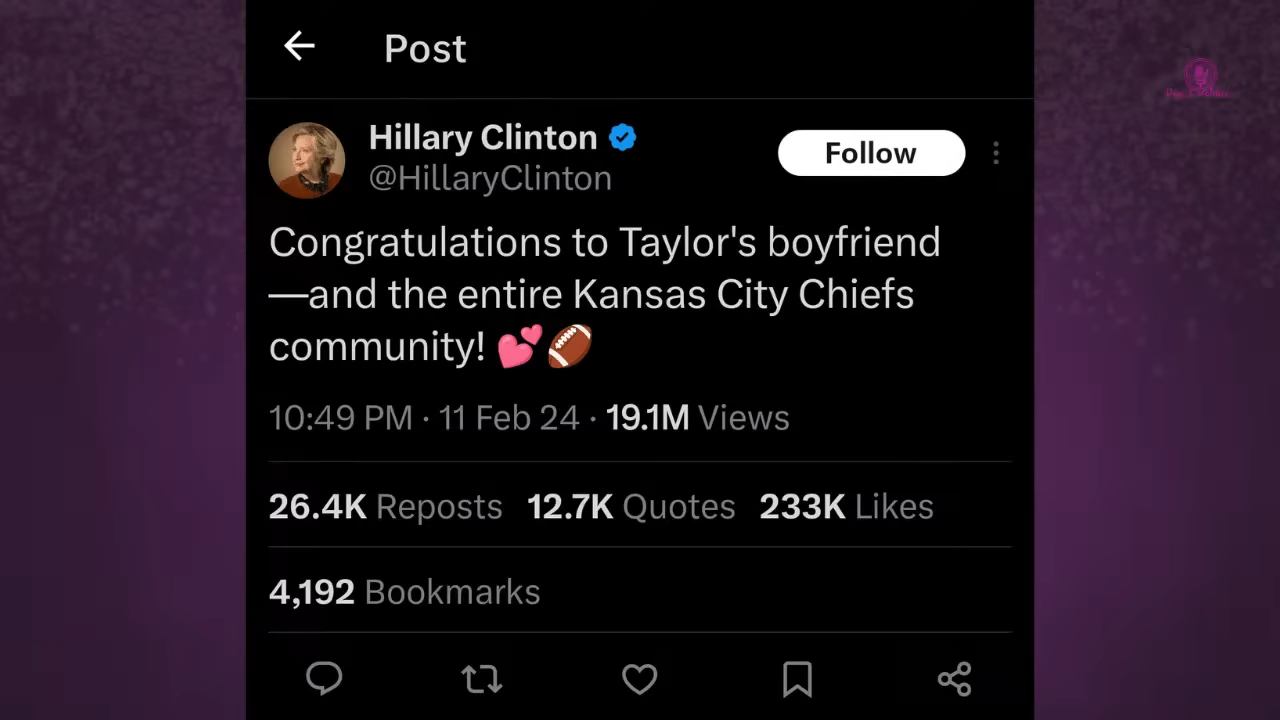 Post
Hillary Clinton
@HillaryClinton
Follow
Congratulations to Taylor's boyfriend
—and the entire Kansas City Chiefs
community! 💕🏈
10:49 PM · 11 Feb 24 · 19.1M Views
26.4K Reposts 12.7K Quotes 233K Likes
4,192 Bookmarks